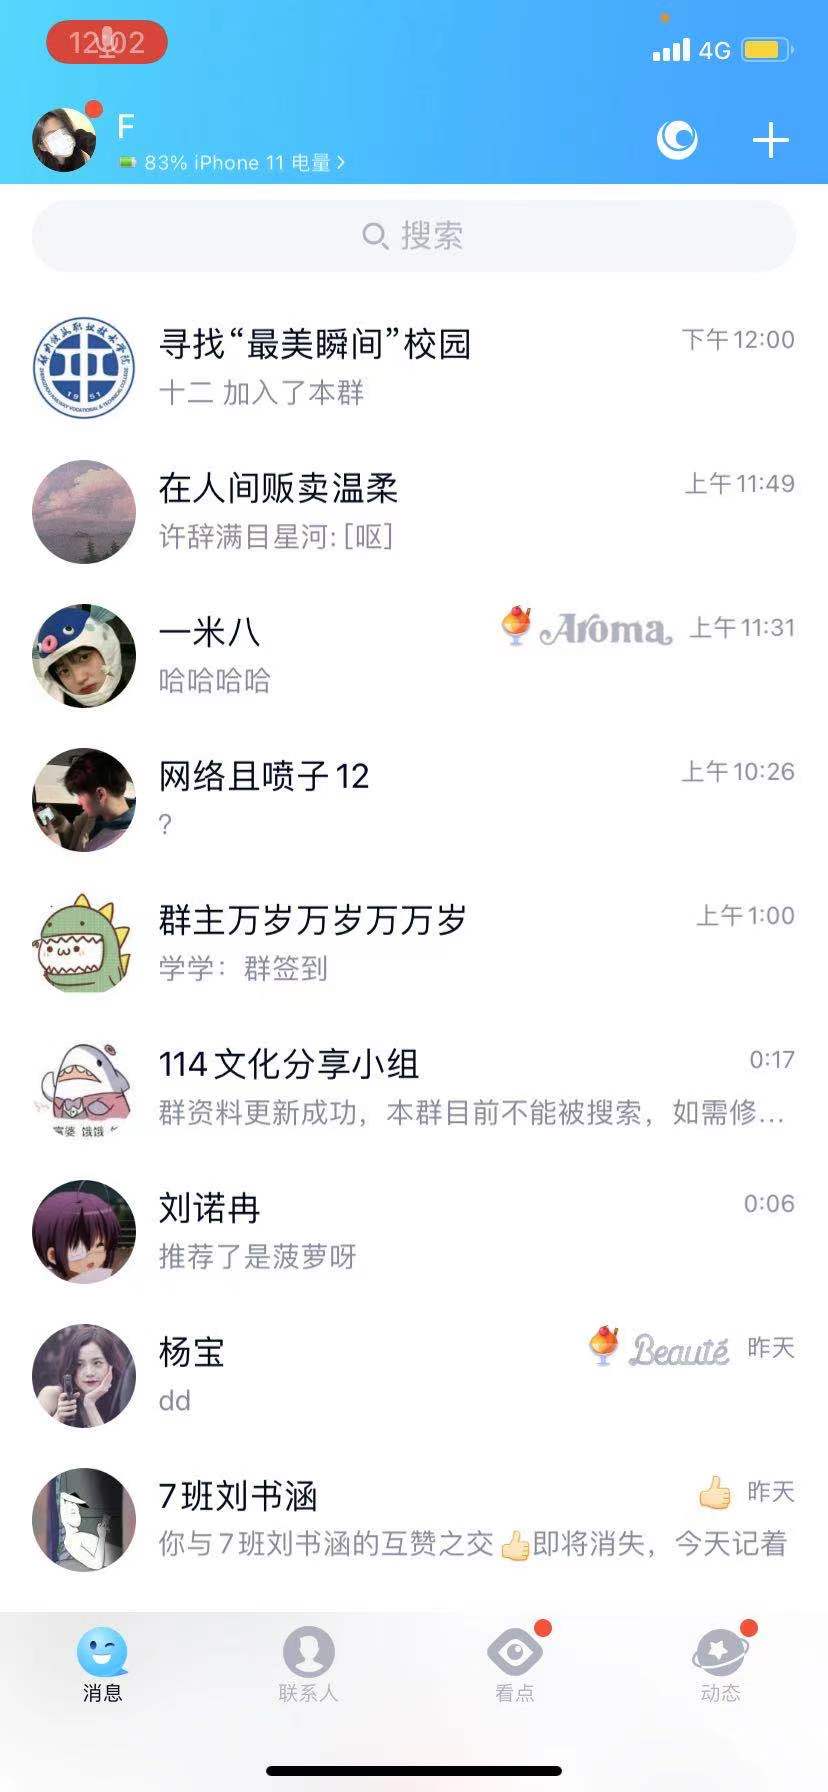 12:02
4G
F
83% iPhone 11 电量
搜索
寻找“最美瞬间”校园
下午12:00
十二 加入了本群
在人间贩卖温柔
上午11:49
许辞满目星河: [呕]
一米八
Aroma
上午11:31
哈哈哈哈
网络且喷子12
上午10:26
?
群主万岁万岁万万岁
上午1:00
学学：群签到
114文化分享小组
0:17
群资料更新成功，本群目前不能被搜索，如需修...
富婆 饿饿
刘诺冉
0:06
推荐了是菠萝呀
杨宝
Beauté
昨天
dd
7班刘书涵
昨天
你与7班刘书涵的互赞之交👍即将消失，今天记着
消息
联系人
看点
动态